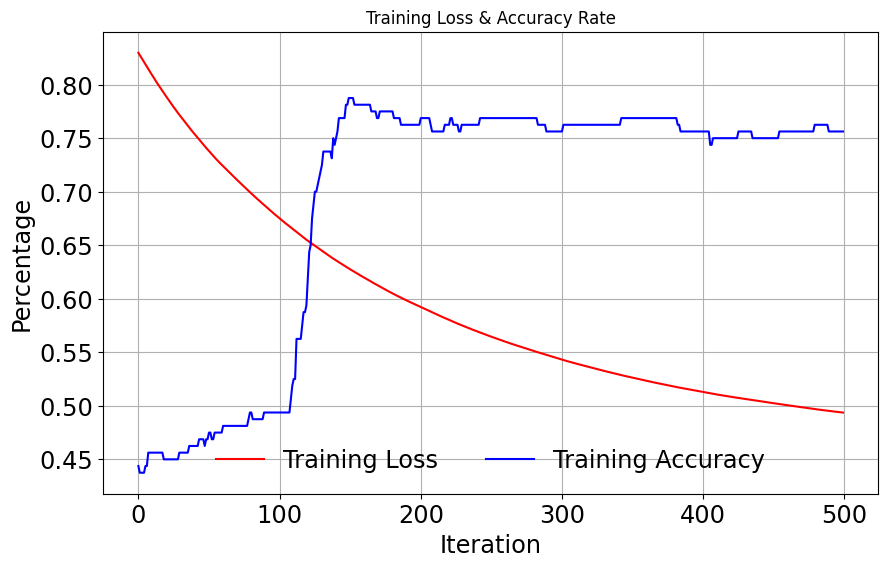 Training Loss & Accuracy Rate
Percentage
0.80
0.75
0.70
0.65
0.60
0.55
0.50
0.45
Training Loss
Training Accuracy
0
100
200
300
400
500
Iteration